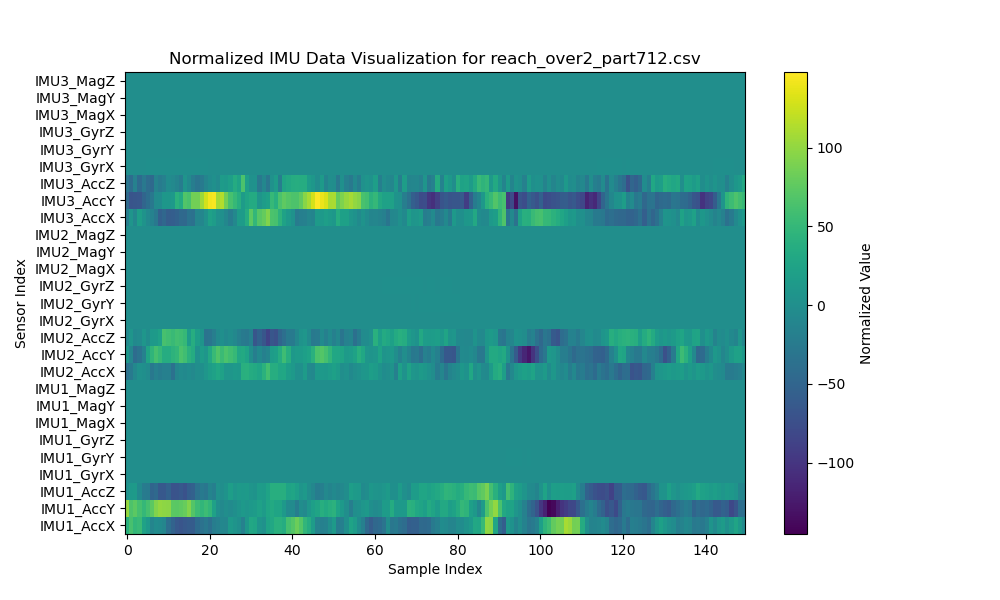 Normalized IMU Data Visualization for reach_over2_part712.csv
IMU3_MagZ
IMU3_MagY
IMU3_MagX
IMU3_GyrZ
IMU3_GyrY
IMU3_GyrX
IMU3_AccZ
IMU3_AccY
IMU3_AccX
IMU2_MagZ
IMU2_MagY
IMU2_MagX
IMU2_GyrZ
IMU2_GyrY
IMU2_GyrX
IMU2_AccZ
IMU2_AccY
IMU2_AccX
IMU1_MagZ
IMU1_MagY
IMU1_MagX
IMU1_GyrZ
IMU1_GyrY
IMU1_GyrX
IMU1_AccZ
IMU1_AccY
IMU1_AccX
Sensor Index
0 20 40 60 80 100 120 140
Sample Index
100
50
0
−50
−100
Normalized Value